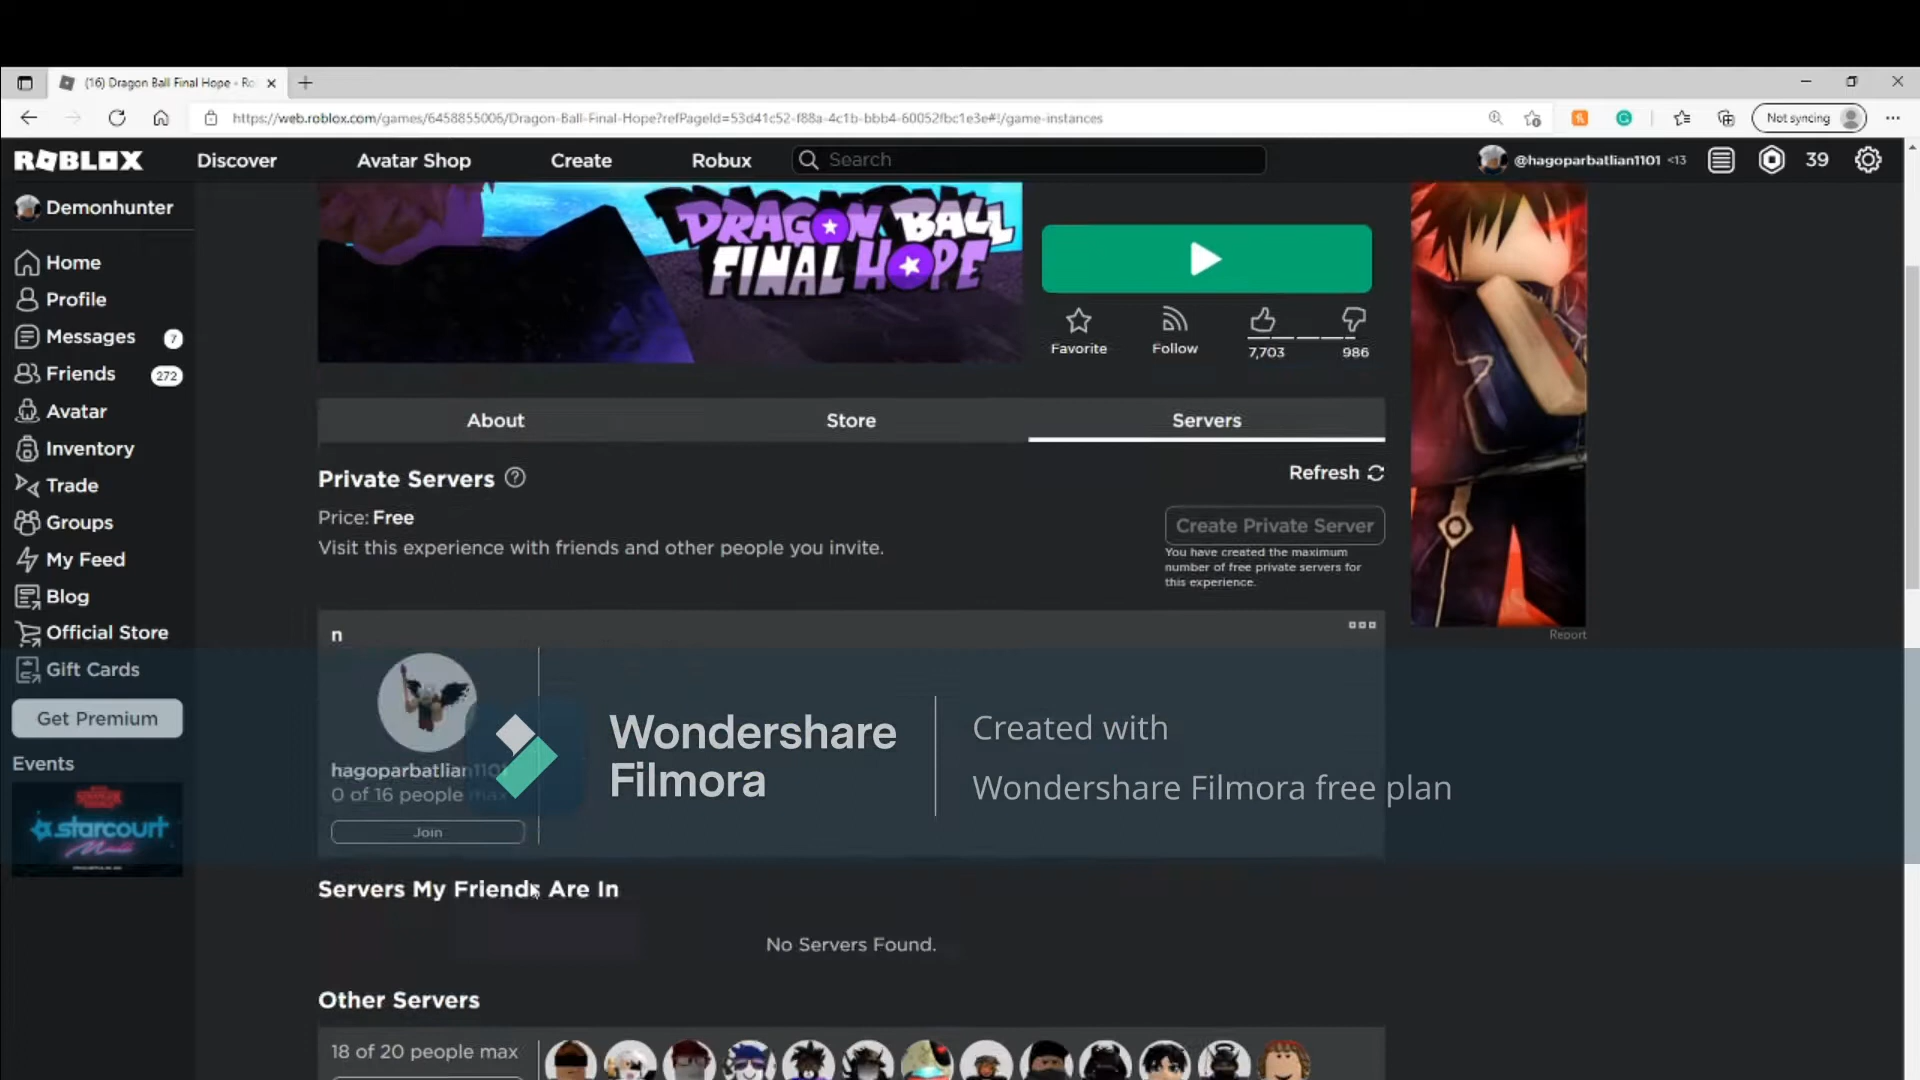 (16) Dragon Ball Final Hope - Ro
https://web.roblox.com/games/6458855006/Dragon-Ball-Final-Hope?refPageId=53d41c52-f88a-4c1b-bbb4-60052fbc1e3e#!/game-instances
Not syncing
ROBLOX
Discover
Avatar Shop
Create
Robux
Search
@hagoparbatlian1101 <13
39
Demonhunter
Home
Profile
Messages 7
Friends 272
Avatar
Inventory
Trade
Groups
My Feed
Blog
Official Store
Gift Cards
Get Premium
Events
starcourt
Mall
DRAGON BALL
FINAL HOPE
Favorite
Follow
7,703
986
About
Store
Servers
Private Servers
Refresh
Price: Free
Visit this experience with friends and other people you invite.
Create Private Server
You have created the maximum
number of free private servers for
this experience.
Report
n
hagoparbatlian1101
0 of 16 people max
Join
Wondershare
Filmora
Created with
Wondershare Filmora free plan
Servers My Friends Are In
No Servers Found.
Other Servers
18 of 20 people max